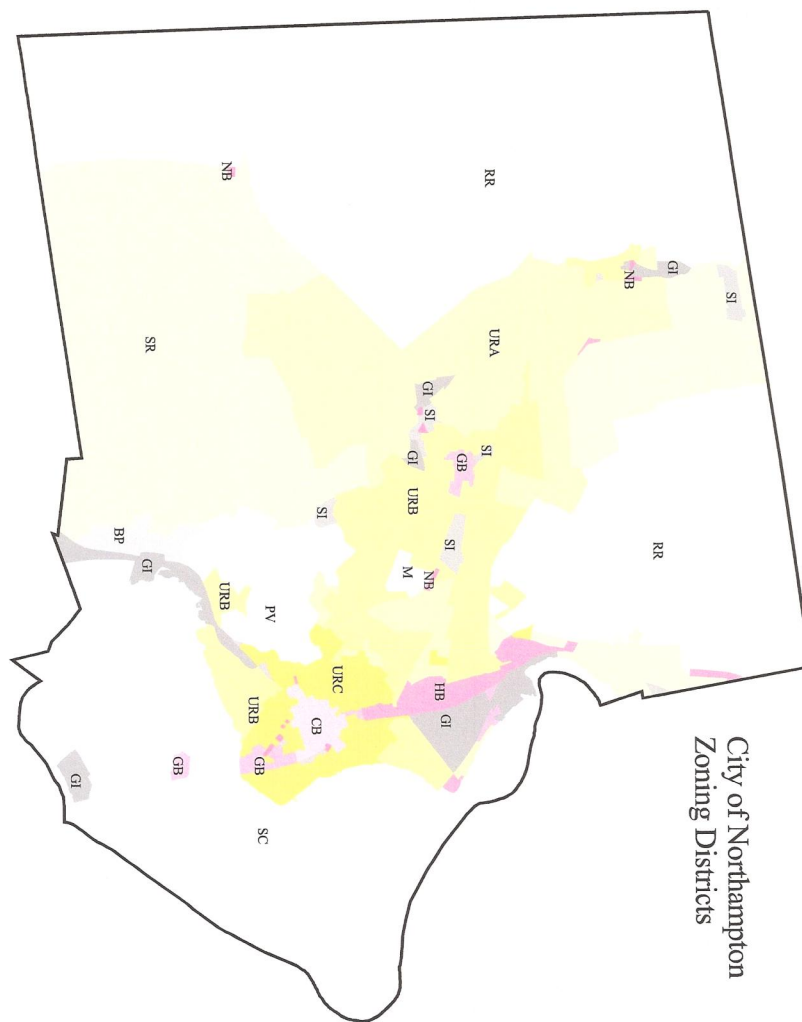 City of Northampton
Zoning Districts
SI
GI
RR
NB
RR
URA
SI
GB
SI
HB
GI
NB
GI
SI
GI
URB
M
URC
SI
CB
PV
SC
GB
URB
NB
URB
GB
SR
GI
BP
GI